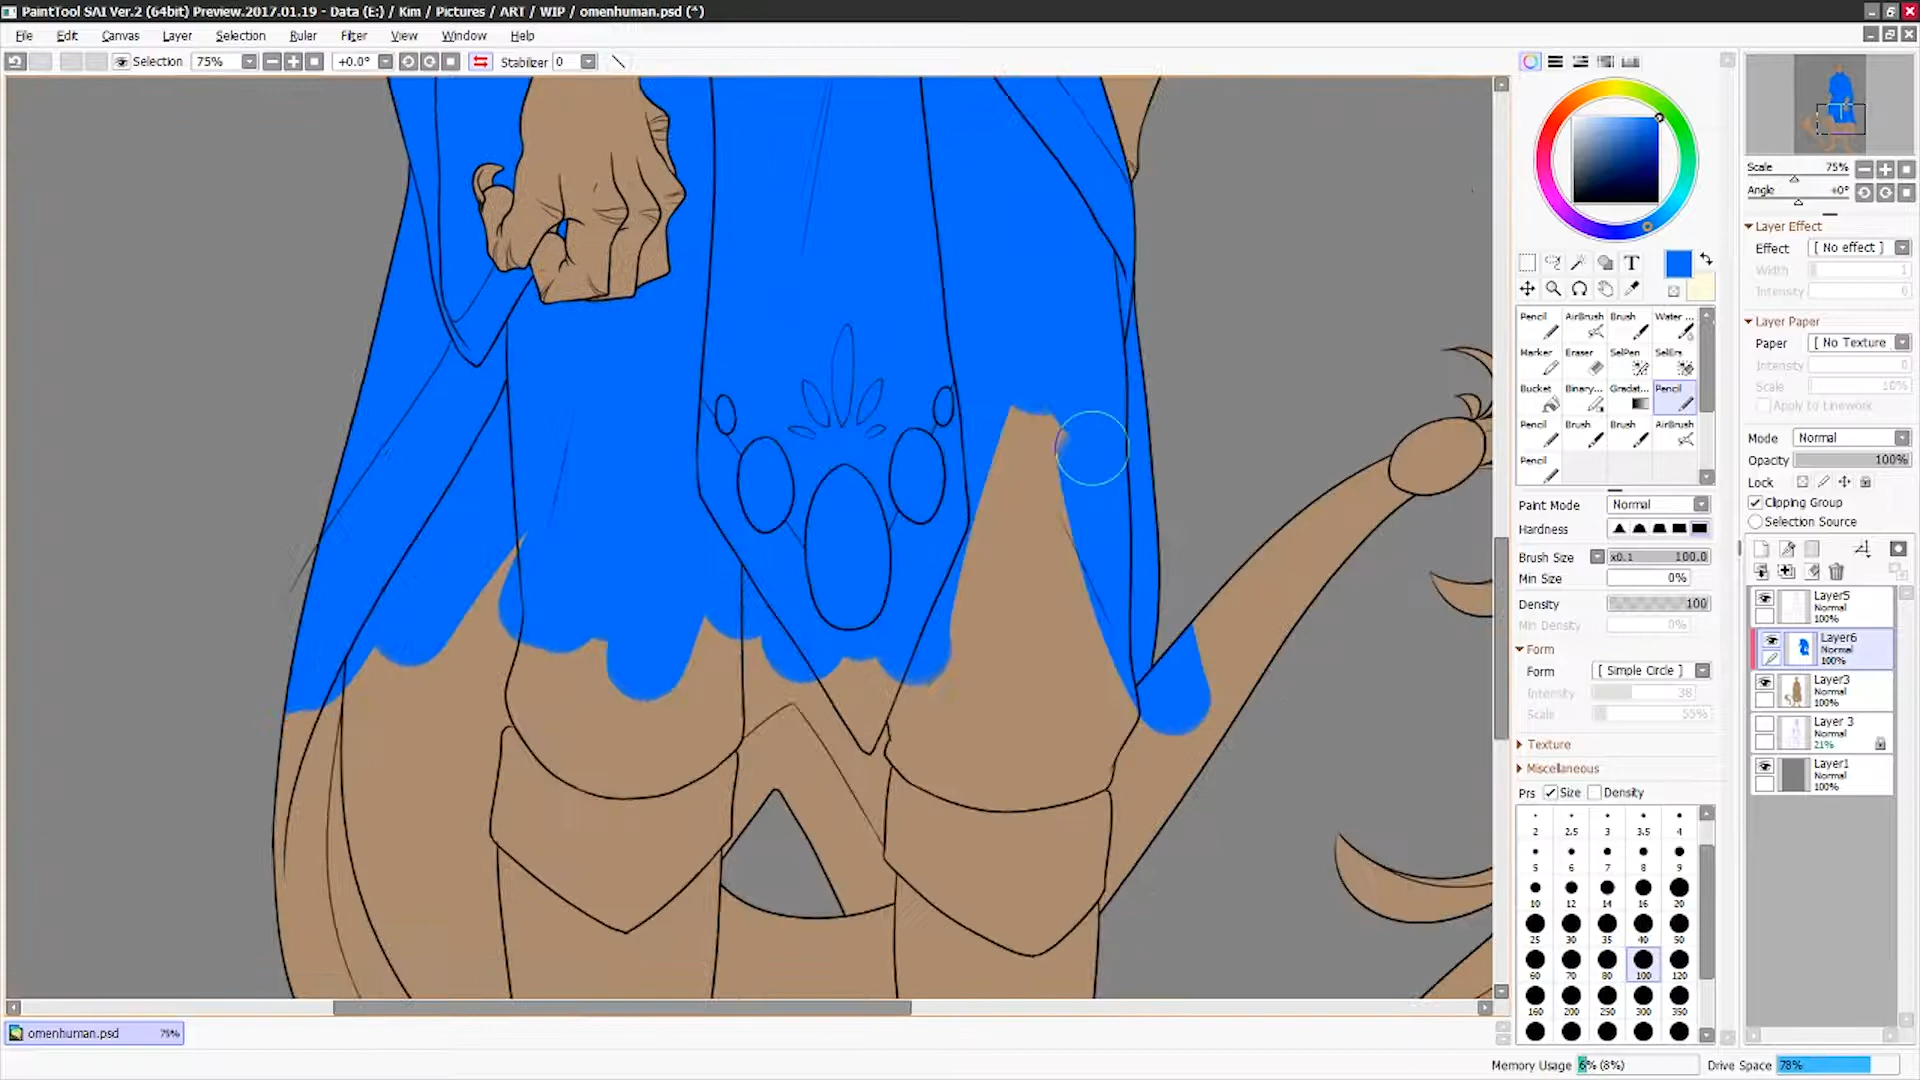 PaintTool SAI Ver.2 (64bit) Preview.2017.01.19 - Data (E:) / Kim / Pictures / ART / WIP / omenhuman.psd (*)
File Edit Canvas Layer Selection Ruler Filter View Window Help
Selection 75% +0.0° Stabilizer 0
Scale 75%
Angle +0°
Layer Effect
Effect [ No effect ]
Width 1
Intensity 6
Layer Paper
Paper [ No Texture
Intensity 0
Scale 10%
Apply to Linework
Mode Normal
Opacity 100%
Lock
Clipping Group
Selection Source
Layer5
Normal
100%
Layer6
Normal
100%
Layer3
Normal
100%
Layer 3
Normal
21%
Layer1
Normal
100%
T
Pencil AirBrush Brush Water ...
Marker Eraser SelPen SelErs
Bucket Binary... Gradat... Pencil
Pencil Brush Brush AirBrush
Pencil
Paint Mode Normal
Hardness
Brush Size x0.1 100.0
Min Size 0%
Density 100
Min Density 0%
Form
Form [ Simple Circle ]
Intensity 38
Scale 55%
Texture
Miscellaneous
Prs Size Density
2 2.5 3 3.5 4
5 6 7 8 9
10 12 14 16 20
25 30 35 40 50
60 70 80 100 120
160 200 250 300 350
omenhuman.psd 75%
Memory Usage 6% (8%) Drive Space 78%